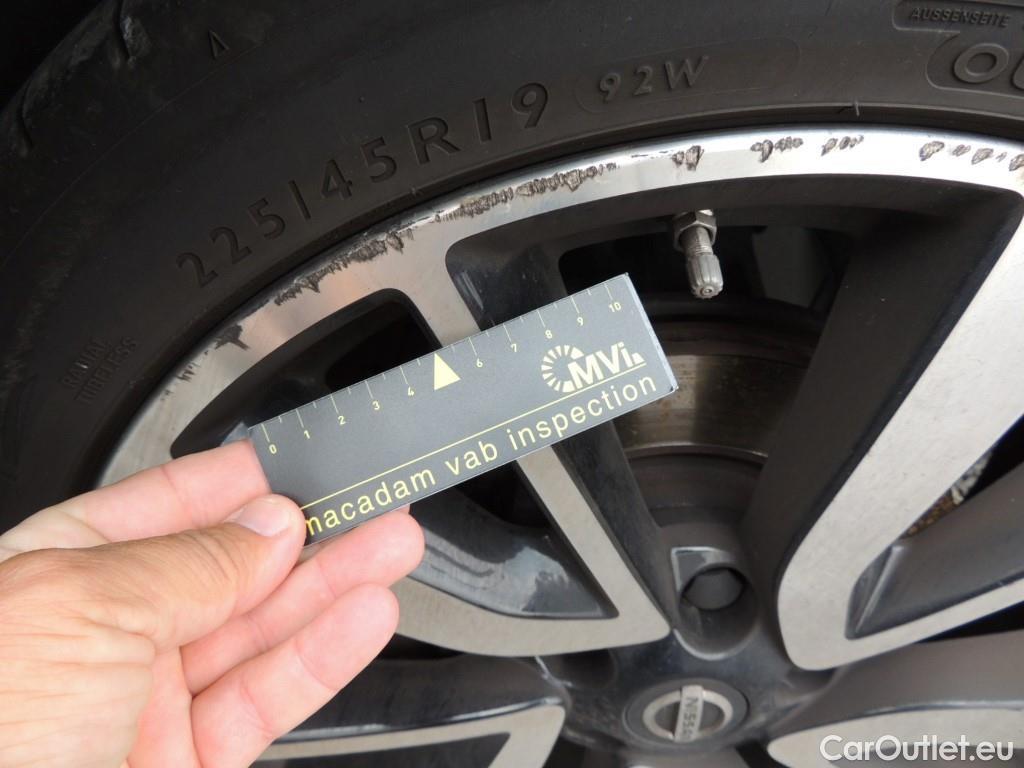 AUSSENSEITE
225/45R19 92W
RADIAL
TUBELESS
0 1 2 3 4 6 7 8 9 10
MVi
macadam vab inspection
NISSAN
CarOutlet.eu